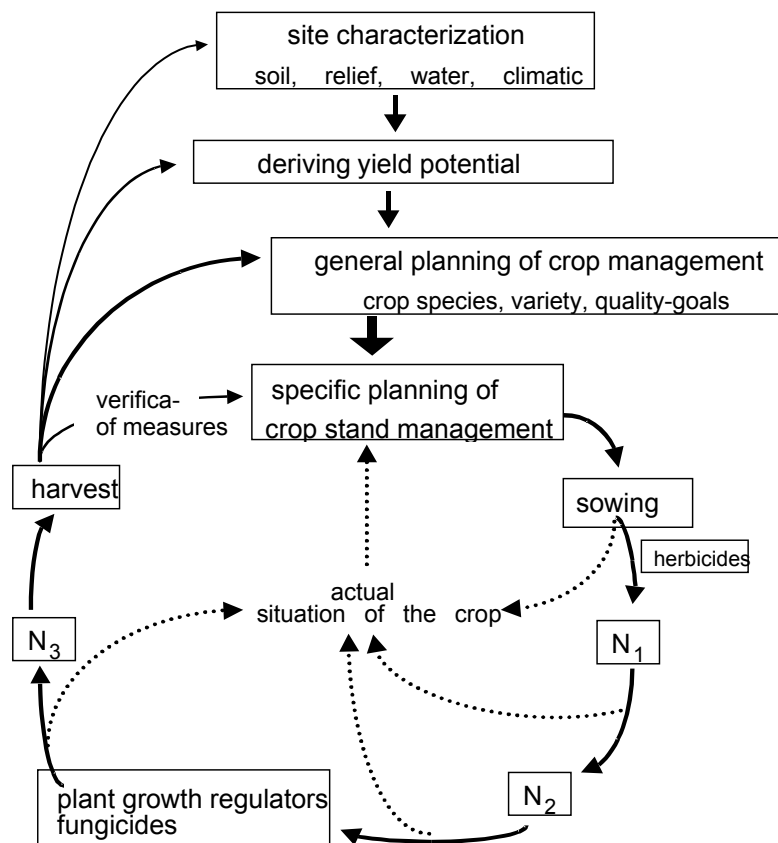 site characterization
soil, relief, water, climatic
deriving yield potential
general planning of crop management
crop species, variety, quality-goals
specific planning of
crop stand management
verifica-
of measures
harvest
sowing
herbicides
actual
situation of the crop
N3
N1
N2
plant growth regulators
fungicides